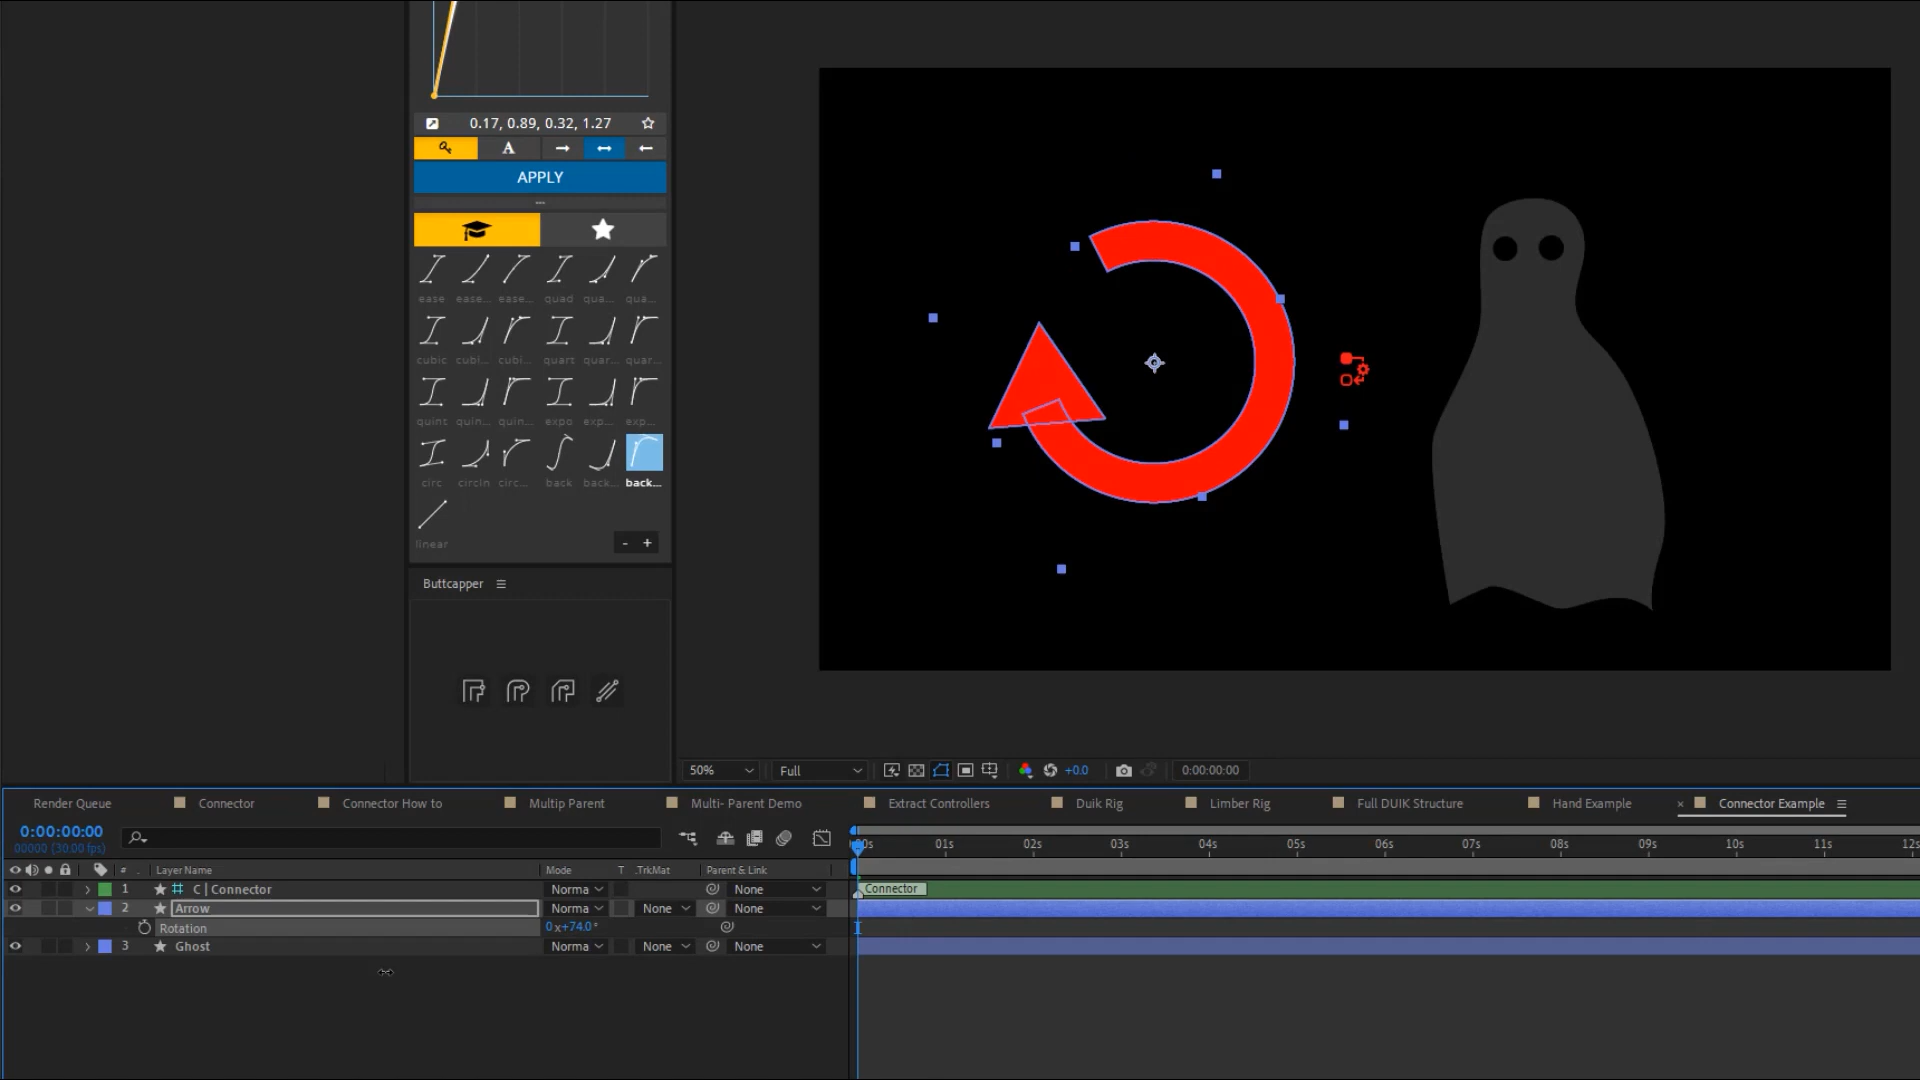 0.17, 0.89, 0.32, 1.27
A
APPLY
ease ease... ease... quad qua... qua...
cubic cubi... cubi... quart quar... quar...
quint quin... quin... expo exp... exp...
circ circIn circ... back back... back...
linear
- +
Buttcapper
50% Full +0.0 0:00:00:00
Render Queue Connector Connector How to Multip Parent Multi- Parent Demo Extract Controllers Duik Rig Limber Rig Full DUIK Structure Hand Example × Connector Example
0:00:00:00
00000 (30.00 fps)
00s 01s 02s 03s 04s 05s 06s 07s 08s 09s 10s 11s 12s
# Layer Name Mode T .TrkMat Parent & Link
1 C | Connector Norma None Connector
2 Arrow Norma None None
Rotation 0x+74.0°
3 Ghost Norma None None